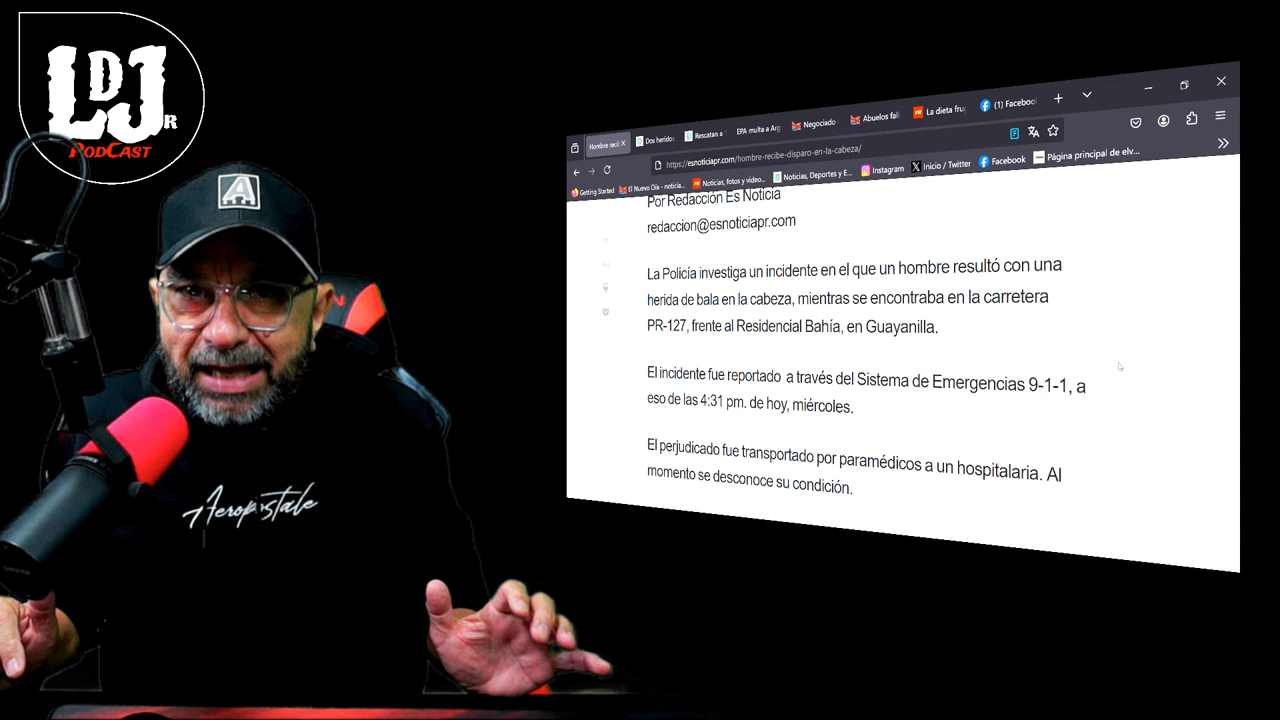 LDJR
PODCAST
A
Aeropostale
Hombre reci
Dos herido
Rescatan a
EPA multa a Arg
Negociado
Abuelos fal
La dieta fru
(1) Faceboo
https://esnoticiapr.com/hombre-recibe-disparo-en-la-cabeza/
Getting Started
El Nuevo Día - noticia...
Noticias, fotos y video...
Noticias, Deportes y E...
Instagram
Inicio / Twitter
Facebook
Página principal de elv...
Por Redacción Es Noticia
redaccion@esnoticiapr.com
La Policía investiga un incidente en el que un hombre resultó con una
herida de bala en la cabeza, mientras se encontraba en la carretera
PR-127, frente al Residencial Bahía, en Guayanilla.
El incidente fue reportado a través del Sistema de Emergencias 9-1-1, a
eso de las 4:31 pm. de hoy, miércoles.
El perjudicado fue transportado por paramédicos a un hospitalaria. Al
momento se desconoce su condición.